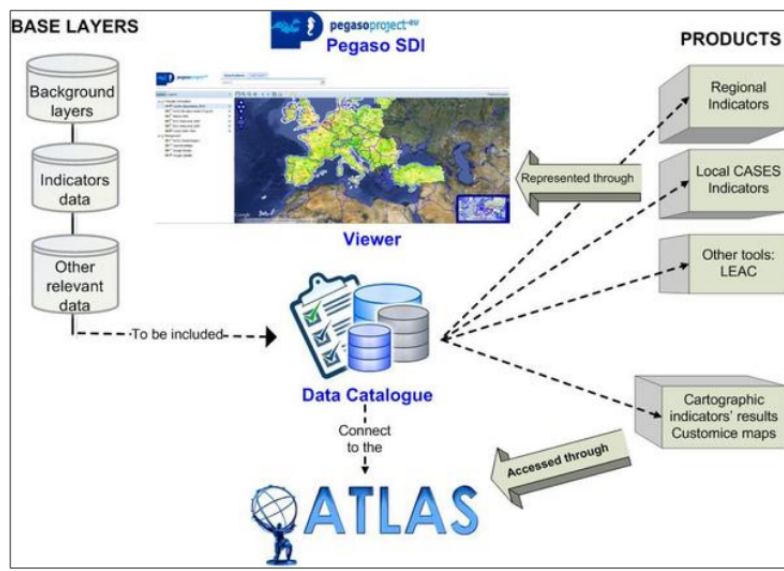 BASE LAYERS
pegasoproject.eu
Pegaso SDI
PRODUCTS
Background
layers
Indicators
data
Other
relevant
data
Regional
Indicators
Represented through
Local CASES
Indicators
Viewer
Other tools:
LEAC
To be included
Data Catalogue
Connect
to the
Cartographic
indicators' results
Customice maps
Accessed through
ATLAS